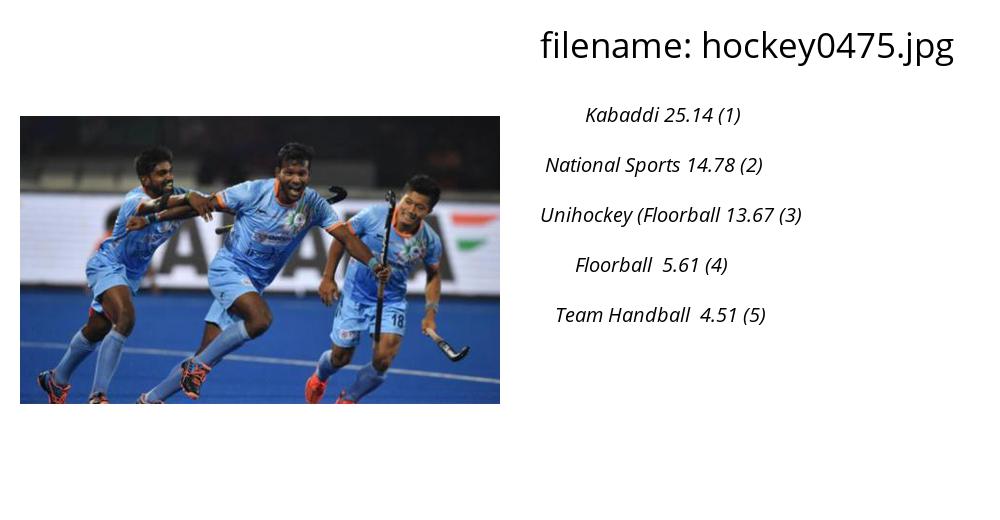 filename: hockey0475.jpg
Kabaddi 25.14 (1)
National Sports 14.78 (2)
Unihockey (Floorball 13.67 (3)
Floorball 5.61 (4)
Team Handball 4.51 (5)
18